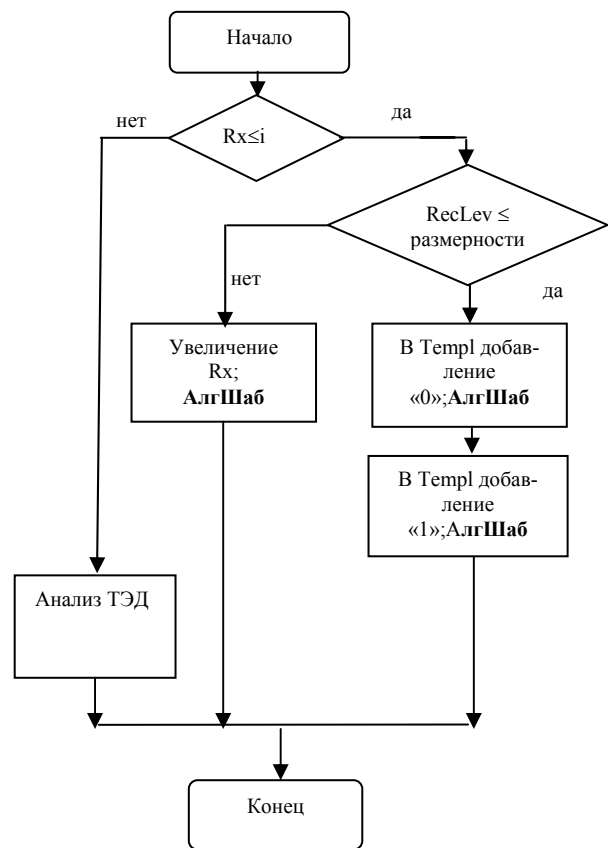 Начало
нет
да
Rx≤i
RecLev ≤
размерности
нет
да
Увеличение
Rx;
АлгШаб
В Templ добав-
ление
«0»;АлгШаб
В Templ добав-
ление
«1»;АлгШаб
Анализ ТЭД
Конец